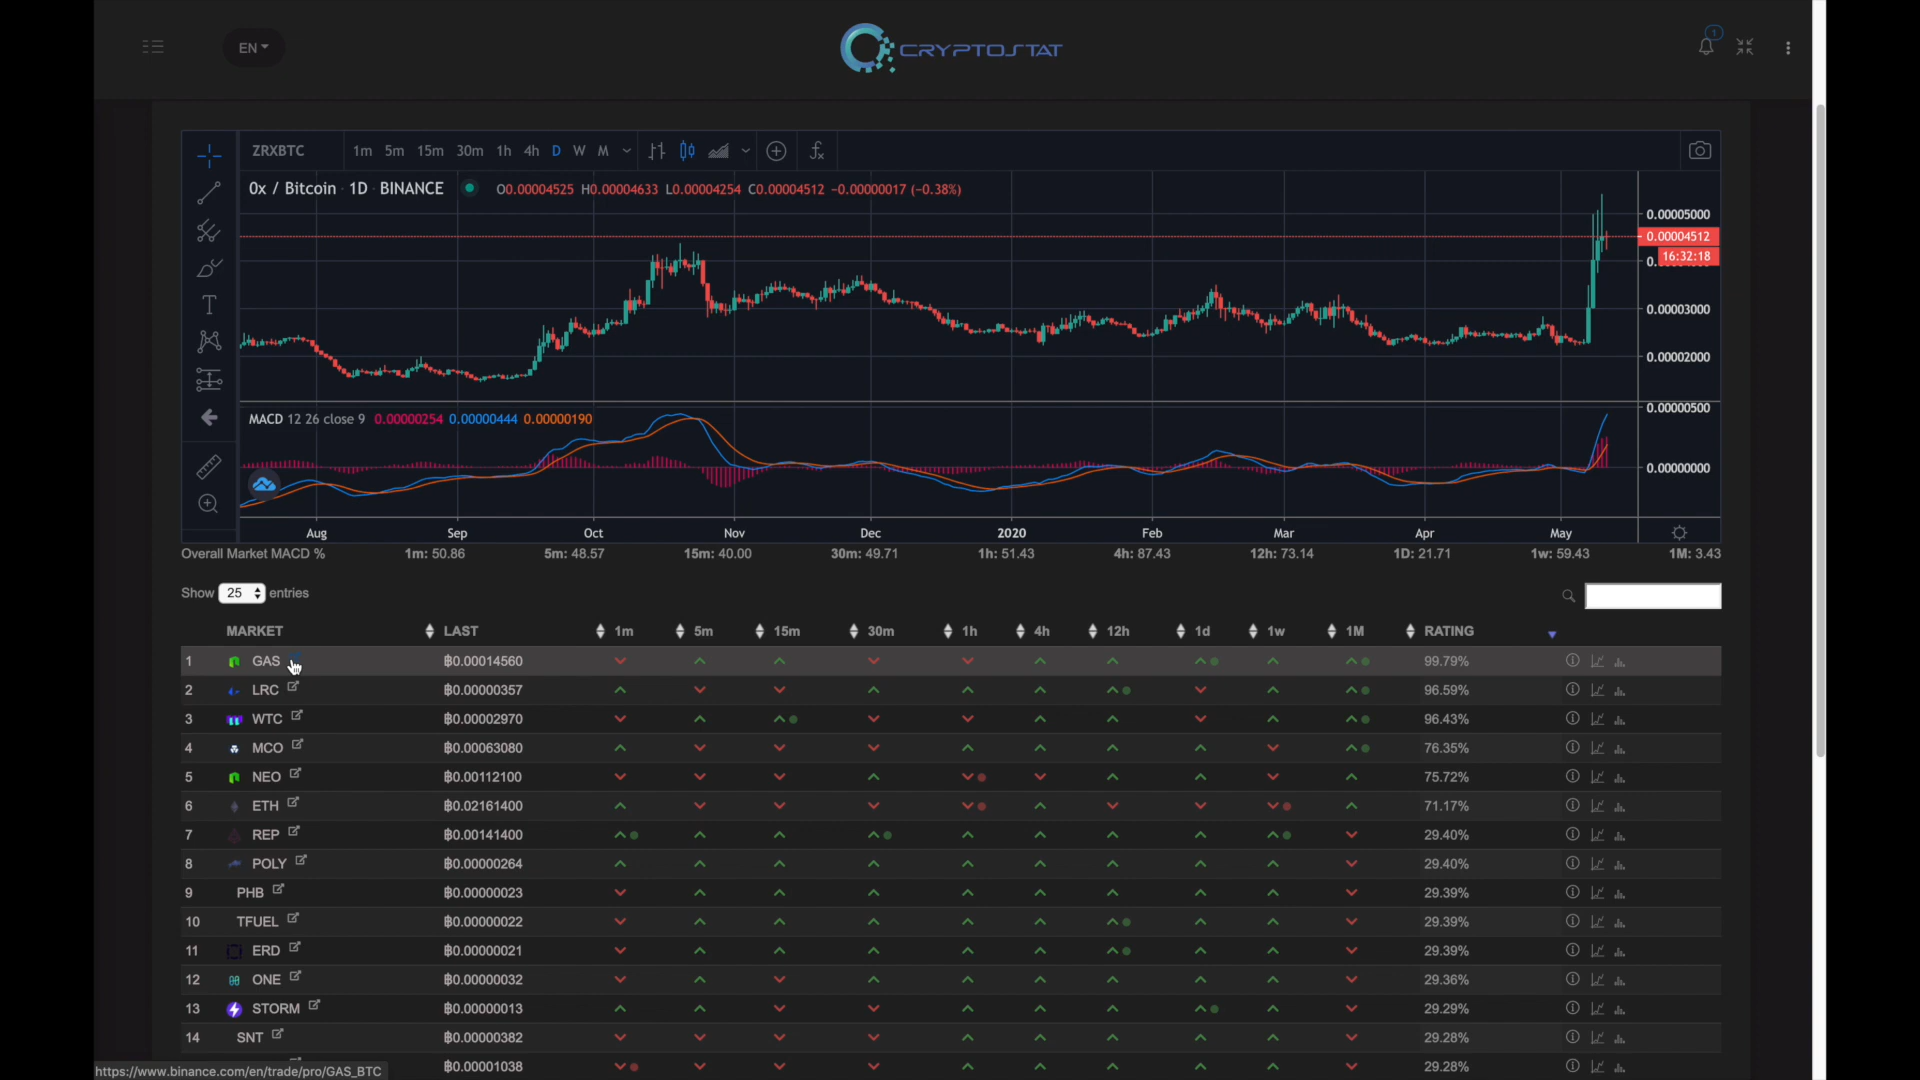 EN
CRYPTOSTAT
1
ZRXBTC 1m 5m 15m 30m 1h 4h D W M
0x / Bitcoin 1D BINANCE O0.00004525 H0.00004633 L0.00004254 C0.00004512 −0.00000017 (−0.38%)
0.00005000
0.00004512
16:32:18
0.00003000
0.00002000
MACD 12 26 close 9 0.00000254 0.00000444 0.00000190
0.00000500
0.00000000
Aug Sep Oct Nov Dec 2020 Feb Mar Apr May
Overall Market MACD % 1m: 50.86 5m: 48.57 15m: 40.00 30m: 49.71 1h: 51.43 4h: 87.43 12h: 73.14 1D: 21.71 1w: 59.43 1M: 3.43
Show 25 entries
MARKET LAST 1m 5m 15m 30m 1h 4h 12h 1d 1w 1M RATING
1 GAS ฿0.00014560 99.79%
2 LRC ฿0.00000357 96.59%
3 WTC ฿0.00002970 96.43%
4 MCO ฿0.00063080 76.35%
5 NEO ฿0.00112100 75.72%
6 ETH ฿0.02161400 71.17%
7 REP ฿0.00141400 29.40%
8 POLY ฿0.00000264 29.40%
9 PHB ฿0.00000023 29.39%
10 TFUEL ฿0.00000022 29.39%
11 ERD ฿0.00000021 29.39%
12 ONE ฿0.00000032 29.36%
13 STORM ฿0.00000013 29.29%
14 SNT ฿0.00000382 29.28%
฿0.00001038 29.28%
https://www.binance.com/en/trade/pro/GAS_BTC